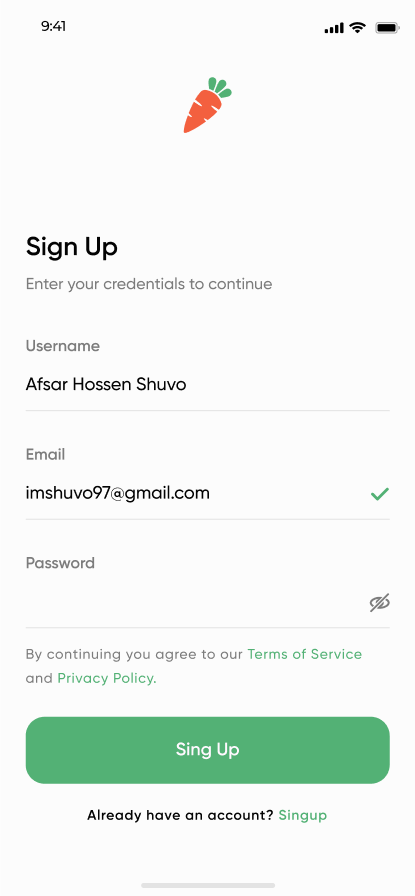 9:41
Sign Up
Enter your credentials to continue
Username
Afsar Hossen Shuvo
Email
imshuvo97@gmail.com
Password
By continuing you agree to our Terms of Service
and Privacy Policy.
Sing Up
Already have an account? Singup